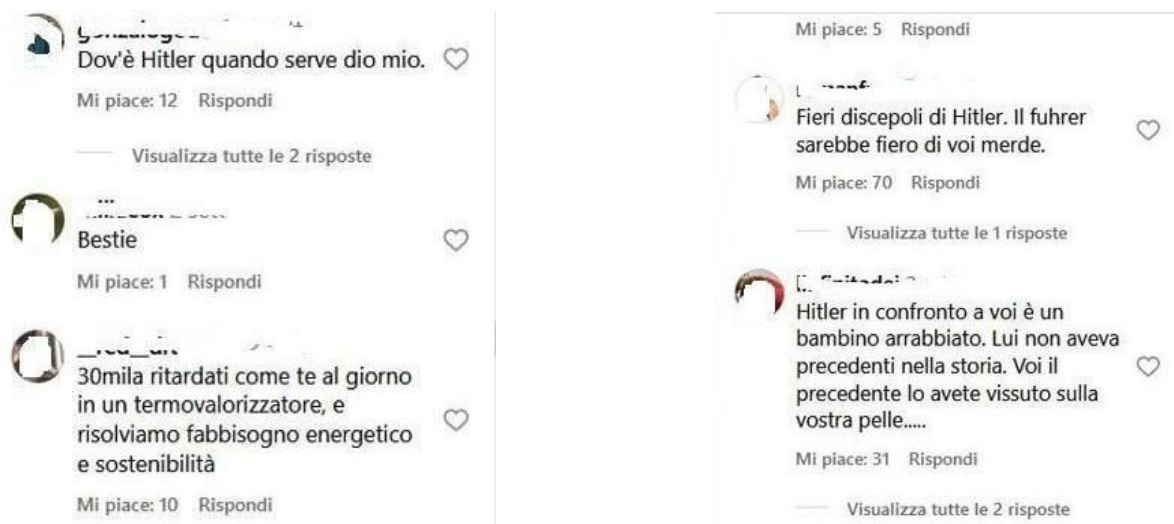 Dov'è Hitler quando serve dio mio.
Mi piace: 12 Rispondi
Visualizza tutte le 2 risposte
Bestie
Mi piace: 1 Rispondi
30mila ritardati come te al giorno
in un termovalorizzatore, e
risolviamo fabbisogno energetico
e sostenibilità
Mi piace: 10 Rispondi
Mi piace: 5 Rispondi
Fieri discepoli di Hitler. Il fuhrer
sarebbe fiero di voi merde.
Mi piace: 70 Rispondi
Visualizza tutte le 1 risposte
Hitler in confronto a voi è un
bambino arrabbiato. Lui non aveva
precedenti nella storia. Voi il
precedente lo avete vissuto sulla
vostra pelle.....
Mi piace: 31 Rispondi
Visualizza tutte le 2 risposte